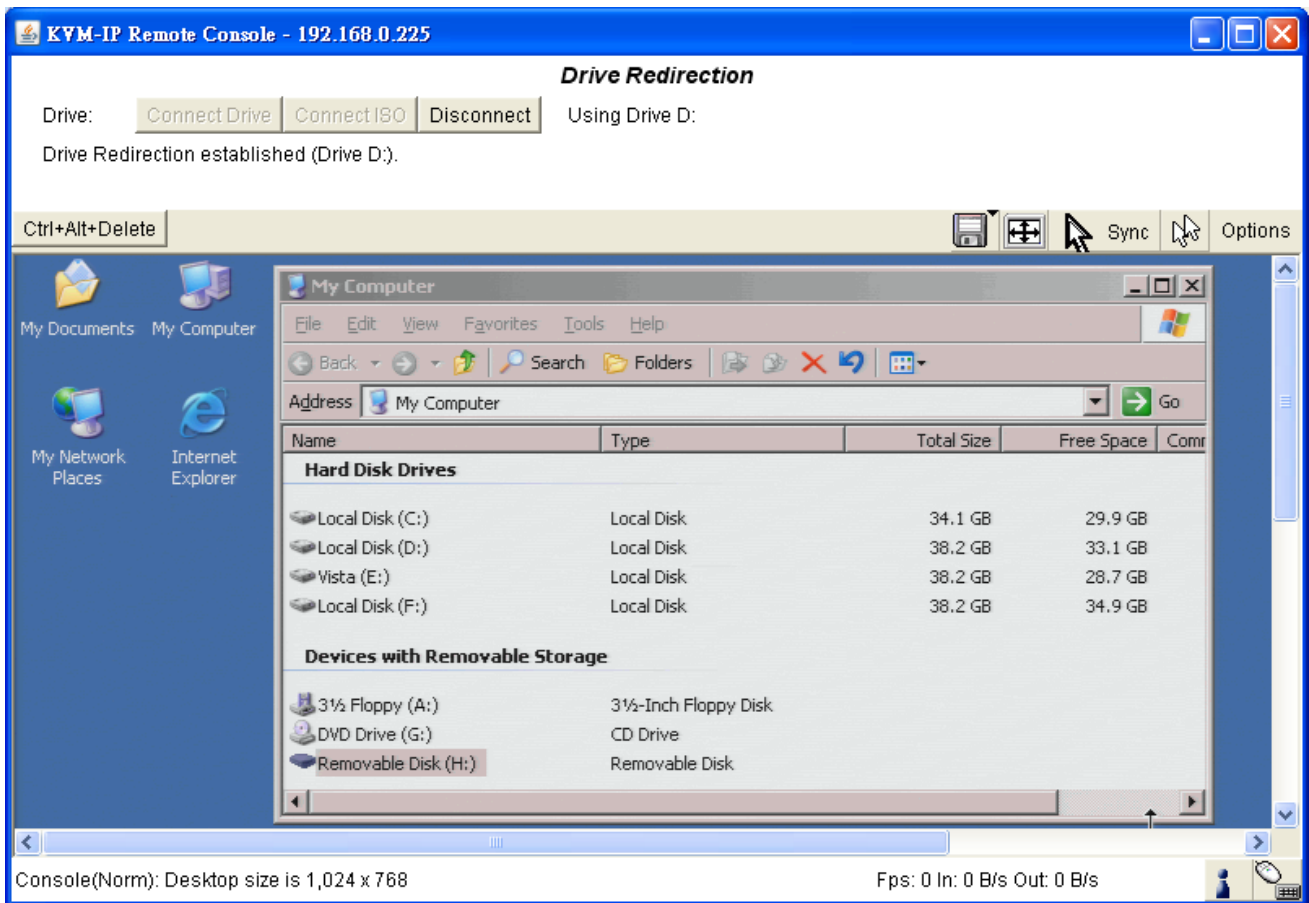 KVM-IP Remote Console - 192.168.0.225
Drive Redirection
Drive: Connect Drive Connect ISO Disconnect Using Drive D:
Drive Redirection established (Drive D:).
Ctrl+Alt+Delete Sync Options
My Documents My Computer
My Network Places
Internet Explorer
My Computer
File Edit View Favorites Tools Help
Back Search Folders
Address My Computer Go
Name Type Total Size Free Space Comr
Hard Disk Drives
Local Disk (C:) Local Disk 34.1 GB 29.9 GB
Local Disk (D:) Local Disk 38.2 GB 33.1 GB
Vista (E:) Local Disk 38.2 GB 28.7 GB
Local Disk (F:) Local Disk 38.2 GB 34.9 GB
Devices with Removable Storage
3½ Floppy (A:) 3½-Inch Floppy Disk
DVD Drive (G:) CD Drive
Removable Disk (H:) Removable Disk
Console(Norm): Desktop size is 1,024 x 768 Fps: 0 In: 0 B/s Out: 0 B/s